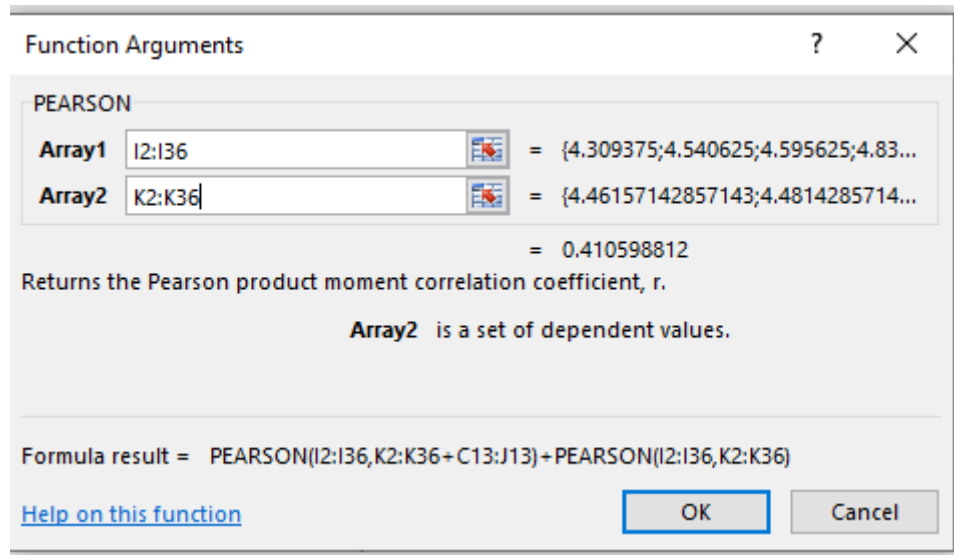 Function Arguments ? ×
PEARSON
Array1 I2:I36 = {4.309375;4.540625;4.595625;4.83...
Array2 K2:K36 = {4.46157142857143;4.4814285714...
= 0.410598812
Returns the Pearson product moment correlation coefficient, r.
Array2 is a set of dependent values.
Formula result = PEARSON(I2:I36,K2:K36+C13:J13)+PEARSON(I2:I36,K2:K36)
Help on this function OK Cancel